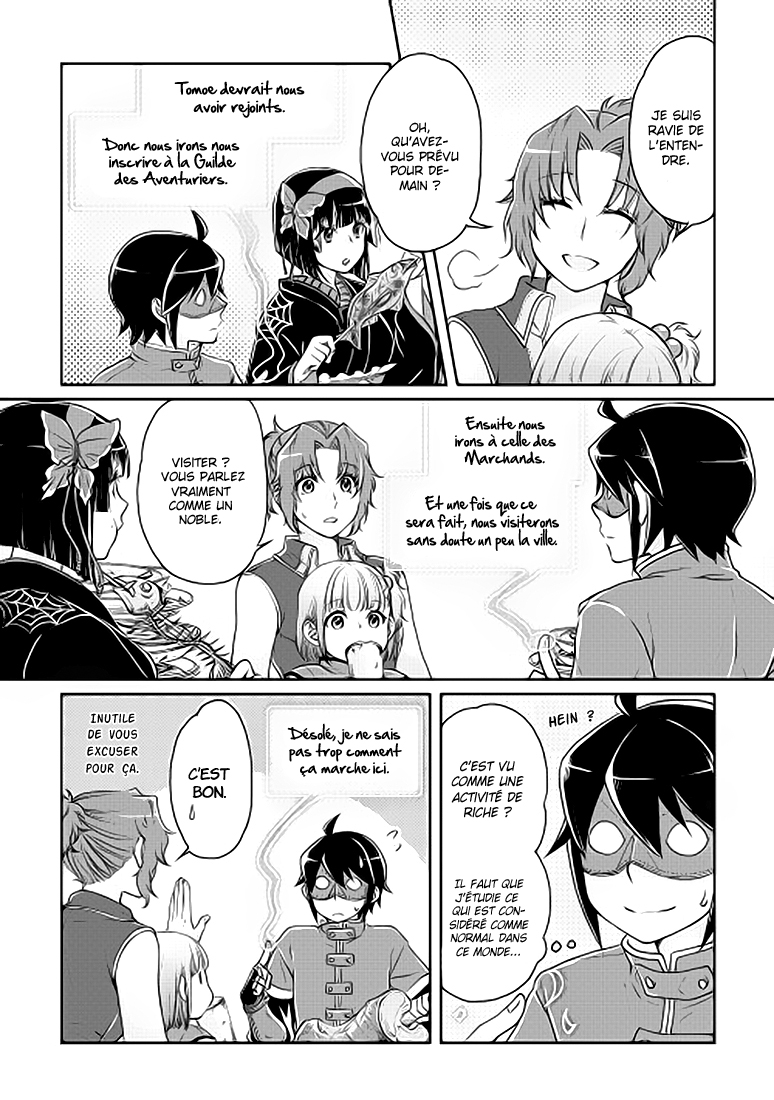 JE SUIS
RAVIE DE
L'ENTEN-
DRE.
OH,
QU'AVEZ-
VOUS PRÉVU
POUR DE-
MAIN ?
Tomoe devrait nous
avoir rejoints.
Donc nous irons nous
inscrire à la Guilde
des Aventuriers.
Ensuite nous
irons à celle des
Marchands.
Et une fois que ce
sera fait, nous visiterons
sans doute un peu la ville.
VISITER ?
VOUS PARLEZ
VRAIMENT
COMME UN
NOBLE.
HEIN ?
C'EST VU
COMME UNE
ACTIVITÉ DE
RICHE ?
IL FAUT QUE
J'ÉTUDIE CE
QUI EST CON-
SIDÉRÉ COMME
NORMAL DANS
CE MONDE...
Désolé, je ne sais
pas trop comment
ça marche ici.
C'EST
BON.
INUTILE
DE VOUS
EXCUSER
POUR ÇA.